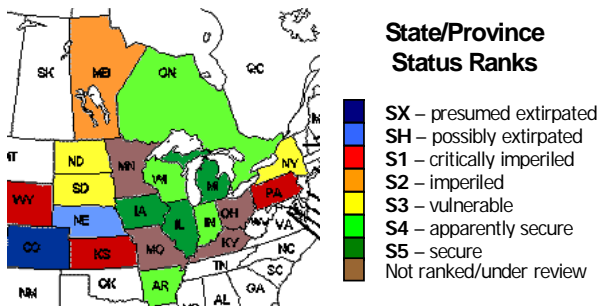 State/Province
Status Ranks
SX – presumed extirpated
SH – possibly extirpated
S1 – critically imperiled
S2 – imperiled
S3 – vulnerable
S4 – apparently secure
S5 – secure
Not ranked/under review
SK
MB
ON
QC
ND
MN
SD
WI
MI
NY
WY
NE
IA
IL
IN
OH
PA
CO
KS
MO
KY
WV
VA
NC
TN
SC
NM
OK
AR
AL
GA